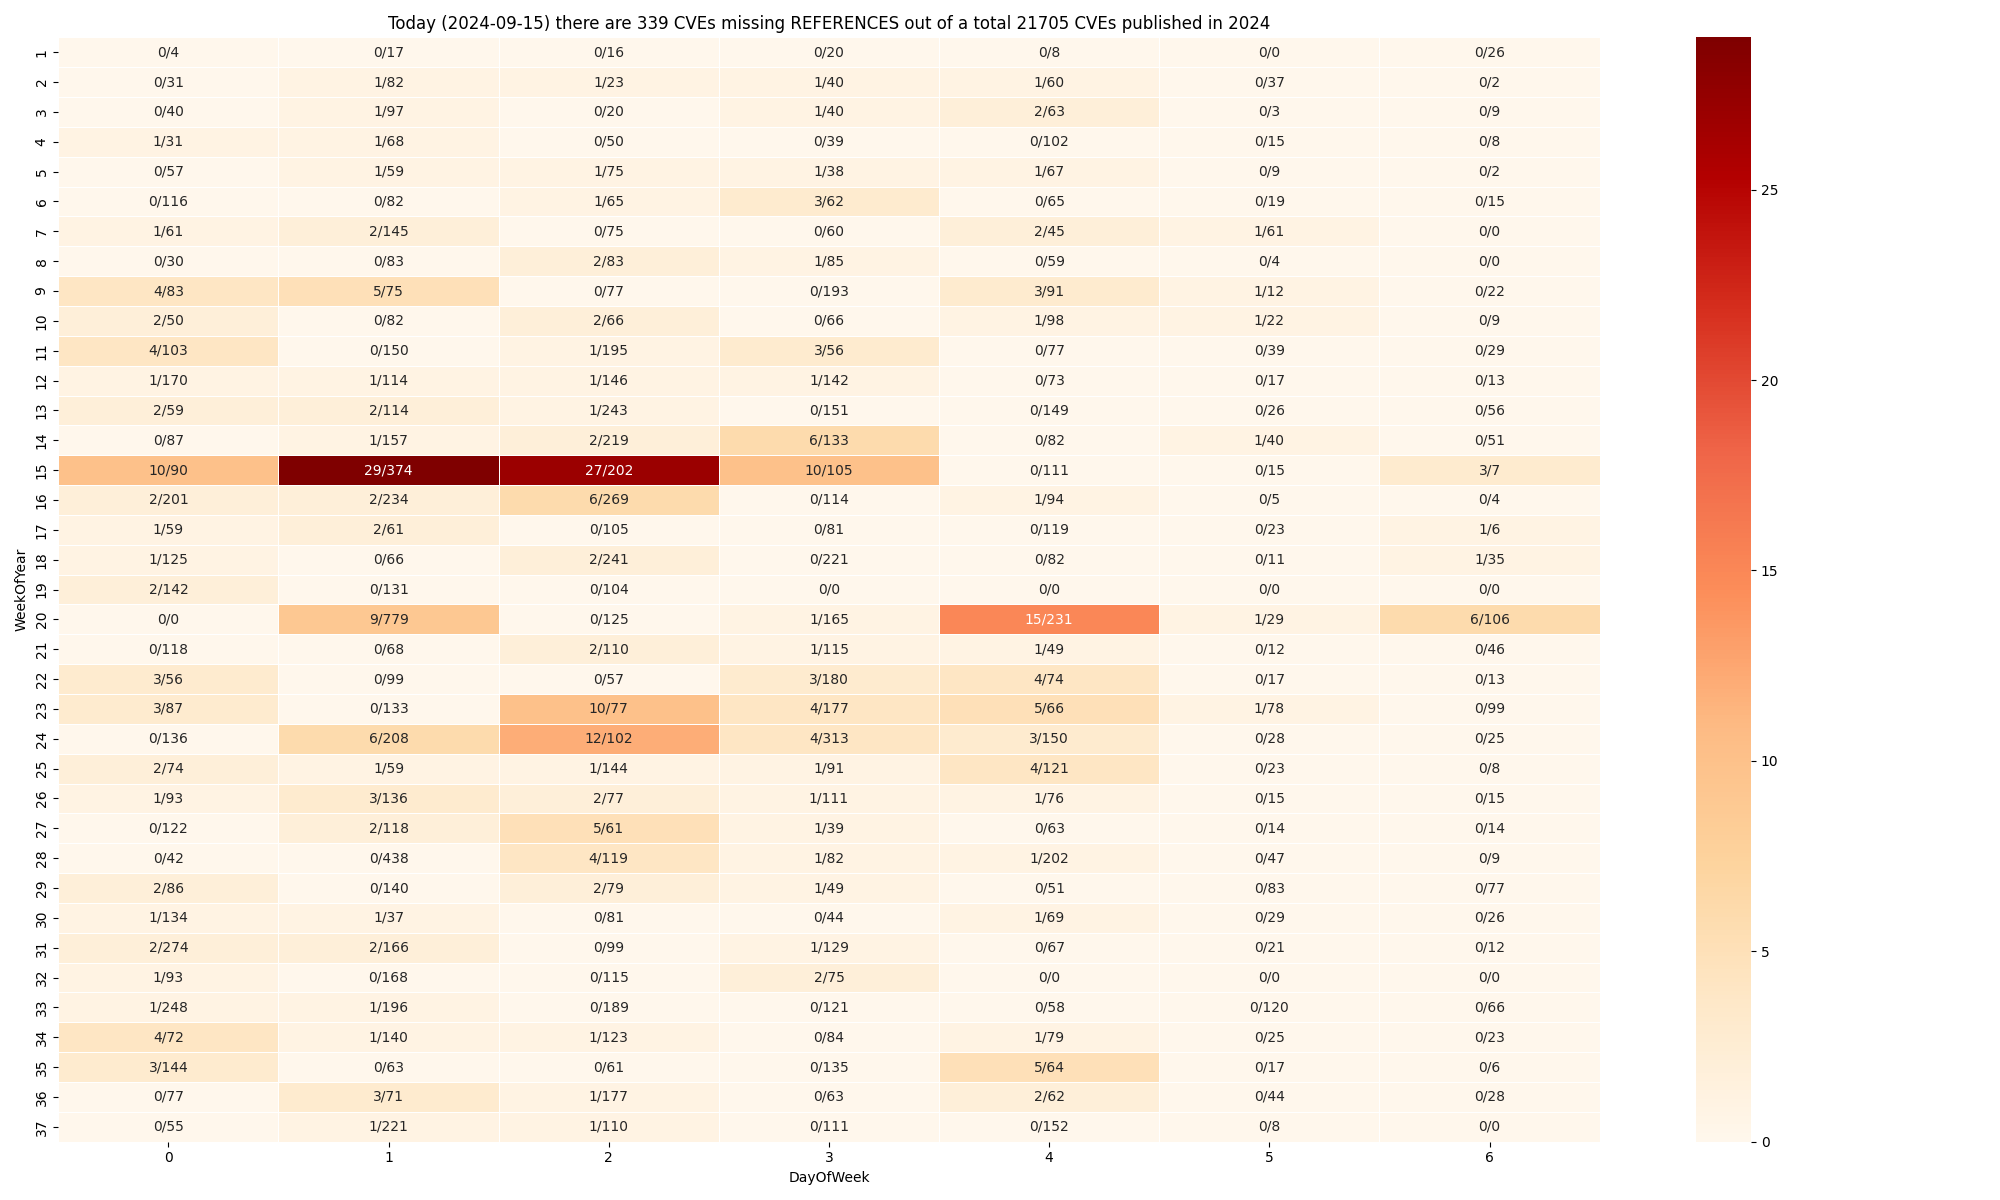 Today (2024-09-15) there are 339 CVEs missing REFERENCES out of a total 21705 CVEs published in 2024
1 0/4 0/17 0/16 0/20 0/8 0/0 0/26
2 0/31 1/82 1/23 1/40 1/60 0/37 0/2
3 0/40 1/97 0/20 1/40 2/63 0/3 0/9
4 1/31 1/68 0/50 0/39 0/102 0/15 0/8
5 0/57 1/59 1/75 1/38 1/67 0/9 0/2
6 0/116 0/82 1/65 3/62 0/65 0/19 0/15
7 1/61 2/145 0/75 0/60 2/45 1/61 0/0
8 0/30 0/83 2/83 1/85 0/59 0/4 0/0
9 4/83 5/75 0/77 0/193 3/91 1/12 0/22
10 2/50 0/82 2/66 0/66 1/98 1/22 0/9
11 4/103 0/150 1/195 3/56 0/77 0/39 0/29
12 1/170 1/114 1/146 1/142 0/73 0/17 0/13
13 2/59 2/114 1/243 0/151 0/149 0/26 0/56
14 0/87 1/157 2/219 6/133 0/82 1/40 0/51
15 10/90 29/374 27/202 10/105 0/111 0/15 3/7
16 2/201 2/234 6/269 0/114 1/94 0/5 0/4
17 1/59 2/61 0/105 0/81 0/119 0/23 1/6
18 1/125 0/66 2/241 0/221 0/82 0/11 1/35
19 2/142 0/131 0/104 0/0 0/0 0/0 0/0
20 0/0 9/779 0/125 1/165 15/231 1/29 6/106
21 0/118 0/68 2/110 1/115 1/49 0/12 0/46
22 3/56 0/99 0/57 3/180 4/74 0/17 0/13
23 3/87 0/133 10/77 4/177 5/66 1/78 0/99
24 0/136 6/208 12/102 4/313 3/150 0/28 0/25
25 2/74 1/59 1/144 1/91 4/121 0/23 0/8
26 1/93 3/136 2/77 1/111 1/76 0/15 0/15
27 0/122 2/118 5/61 1/39 0/63 0/14 0/14
28 0/42 0/438 4/119 1/82 1/202 0/47 0/9
29 2/86 0/140 2/79 1/49 0/51 0/83 0/77
30 1/134 1/37 0/81 0/44 1/69 0/29 0/26
31 2/274 2/166 0/99 1/129 0/67 0/21 0/12
32 1/93 0/168 0/115 2/75 0/0 0/0 0/0
33 1/248 1/196 0/189 0/121 0/58 0/120 0/66
34 4/72 1/140 1/123 0/84 1/79 0/25 0/23
35 3/144 0/63 0/61 0/135 5/64 0/17 0/6
36 0/77 3/71 1/177 0/63 2/62 0/44 0/28
37 0/55 1/221 1/110 0/111 0/152 0/8 0/0
0 1 2 3 4 5 6
DayOfWeek
WeekOfYear
25
20
15
10
5
0